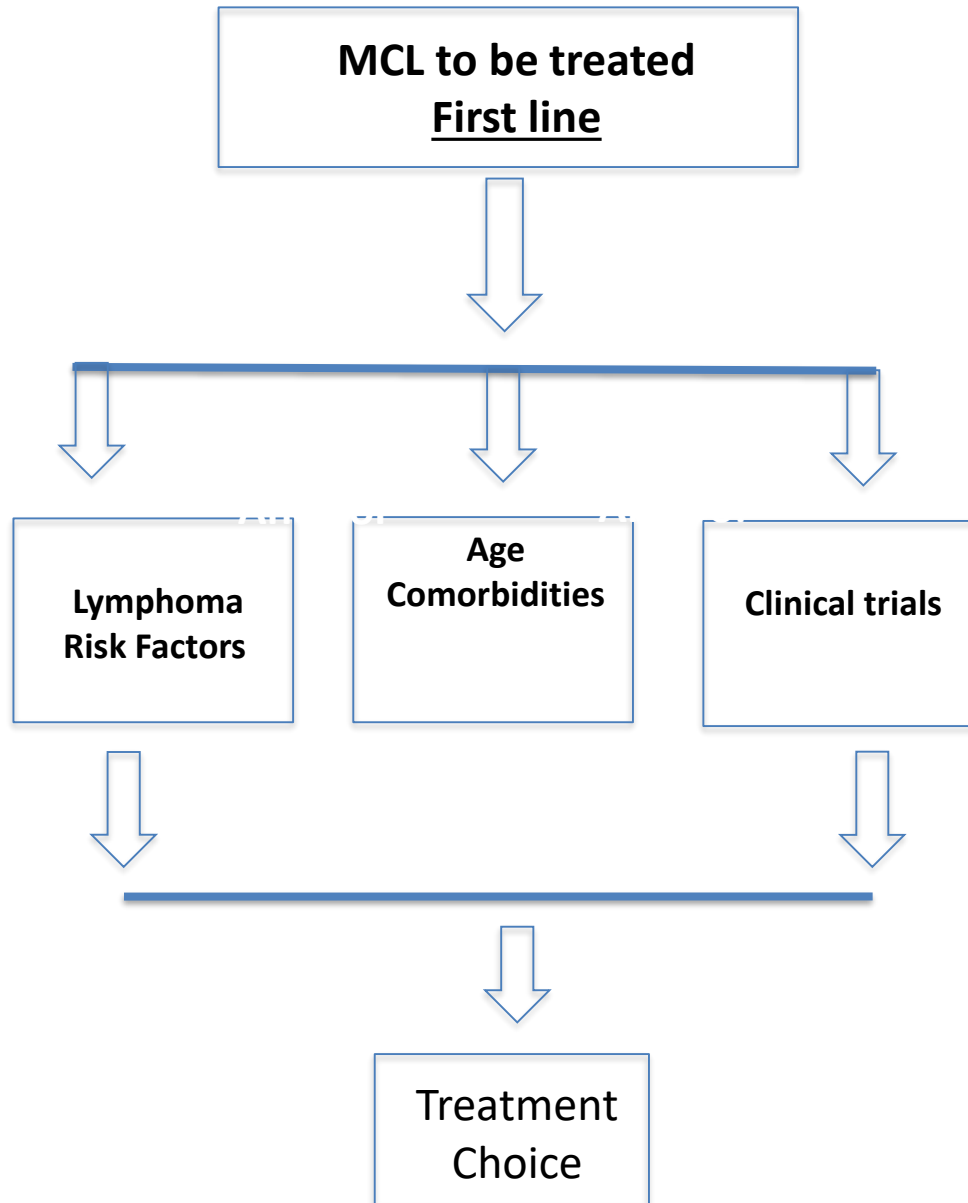 MCL to be treated
First line
Age
Comorbidities
Lymphoma
Risk Factors
Clinical trials
Treatment
Choice